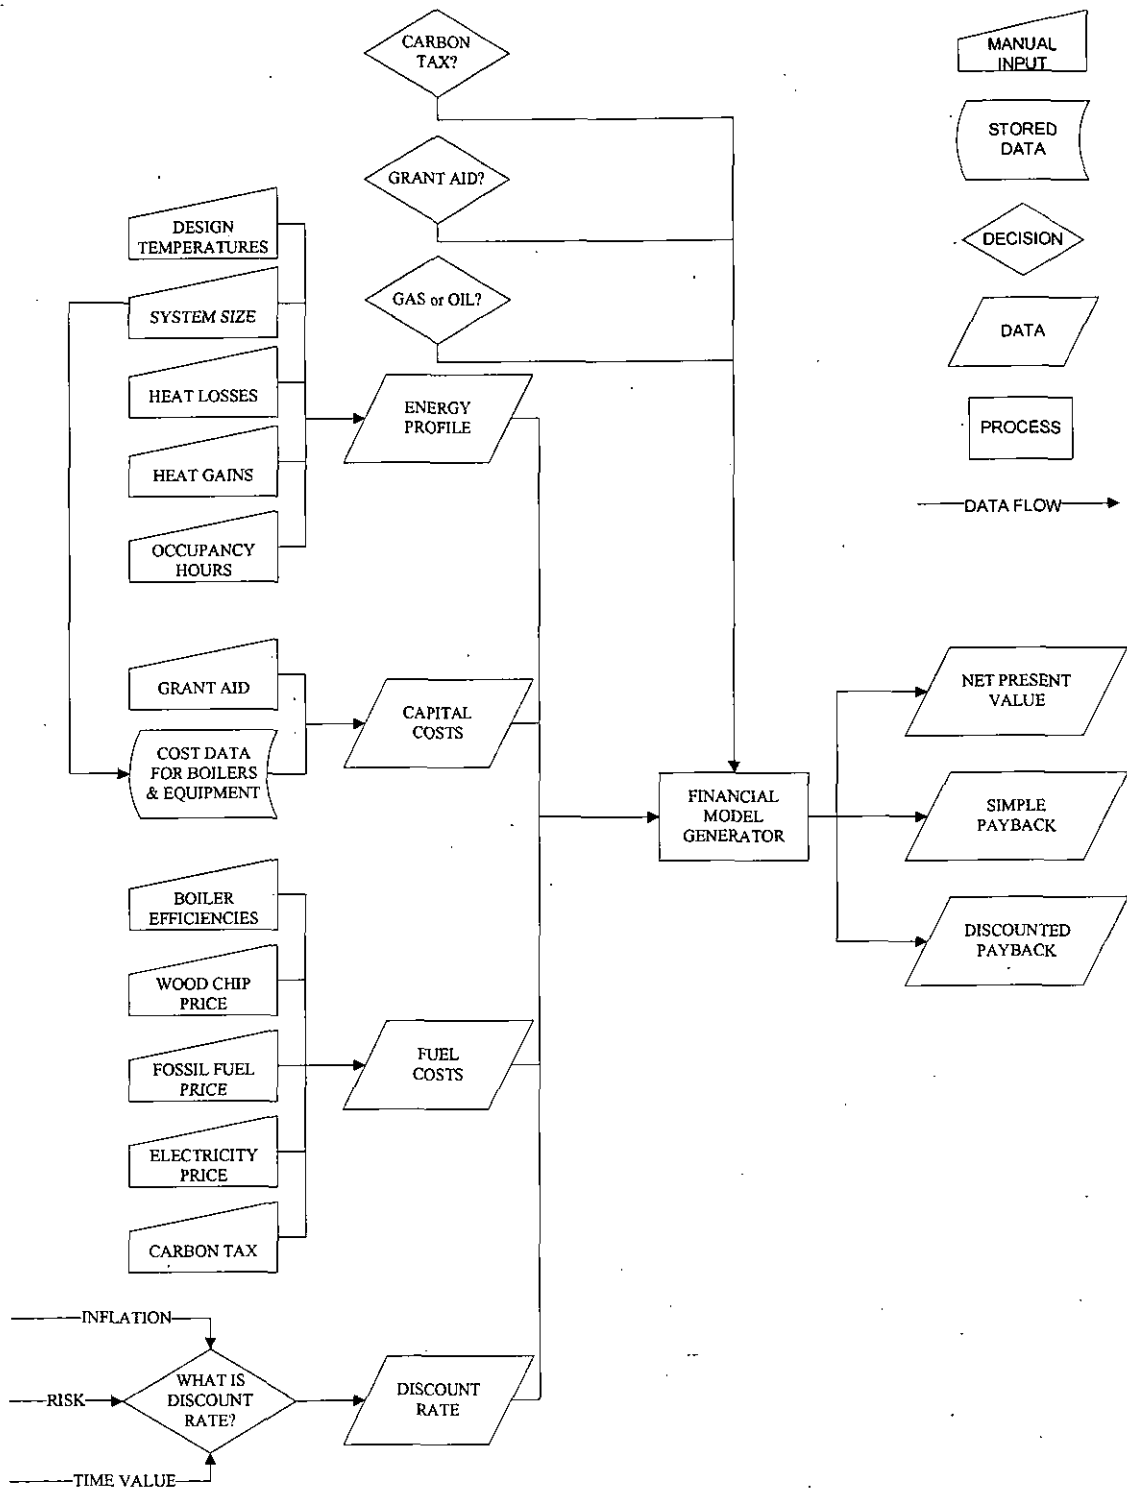 CARBON
TAX?
GRANT AID?
GAS or OIL?
MANUAL
INPUT
STORED
DATA
DECISION
DATA
PROCESS
DATA FLOW
DESIGN
TEMPERATURES
SYSTEM SIZE
HEAT LOSSES
HEAT GAINS
OCCUPANCY
HOURS
ENERGY
PROFILE
GRANT AID
COST DATA
FOR BOILERS
& EQUIPMENT
CAPITAL
COSTS
BOILER
EFFICIENCIES
WOOD CHIP
PRICE
FOSSIL FUEL
PRICE
ELECTRICITY
PRICE
CARBON TAX
FUEL
COSTS
INFLATION
RISK
TIME VALUE
WHAT IS
DISCOUNT
RATE?
DISCOUNT
RATE
FINANCIAL
MODEL
GENERATOR
NET PRESENT
VALUE
SIMPLE
PAYBACK
DISCOUNTED
PAYBACK